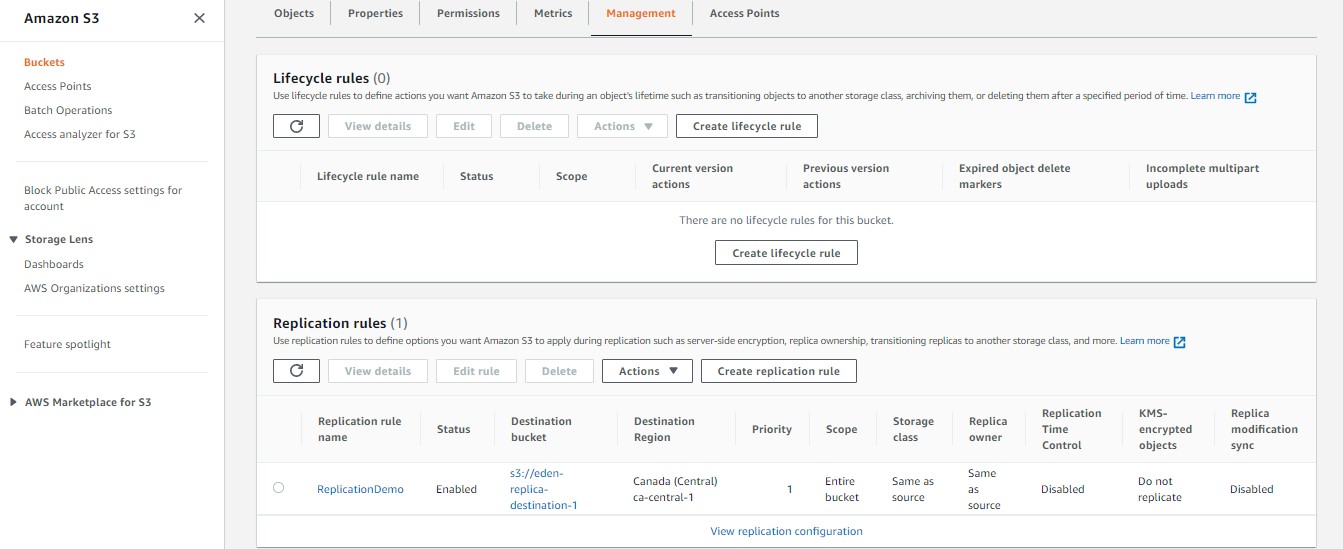 Amazon S3
Buckets
Access Points
Batch Operations
Access analyzer for S3
Block Public Access settings for
account
Storage Lens
Dashboards
AWS Organizations settings
Feature spotlight
AWS Marketplace for S3
Objects
Properties
Permissions
Metrics
Management
Access Points
Lifecycle rules (0)
Use lifecycle rules to define actions you want Amazon S3 to take during an object's lifetime such as transitioning objects to another storage class, archiving them, or deleting them after a specified period of time. Learn more
View details
Edit
Delete
Actions
Create lifecycle rule
Lifecycle rule name
Status
Scope
Current version
actions
Previous version
actions
Expired object delete
markers
Incomplete multipart
uploads
There are no lifecycle rules for this bucket.
Create lifecycle rule
Replication rules (1)
Use replication rules to define options you want Amazon S3 to apply during replication such as server-side encryption, replica ownership, transitioning replicas to another storage class, and more. Learn more
View details
Edit rule
Delete
Actions
Create replication rule
Replication rule
name
Status
Destination
bucket
Destination
Region
Priority
Scope
Storage
class
Replica
owner
Replication
Time
Control
KMS-
encrypted
objects
Replica
modification
sync
ReplicationDemo
Enabled
s3://eden-
replica-
destination-1
Canada (Central)
ca-central-1
1
Entire
bucket
Same as
source
Same
as
source
Disabled
Do not
replicate
Disabled
View replication configuration